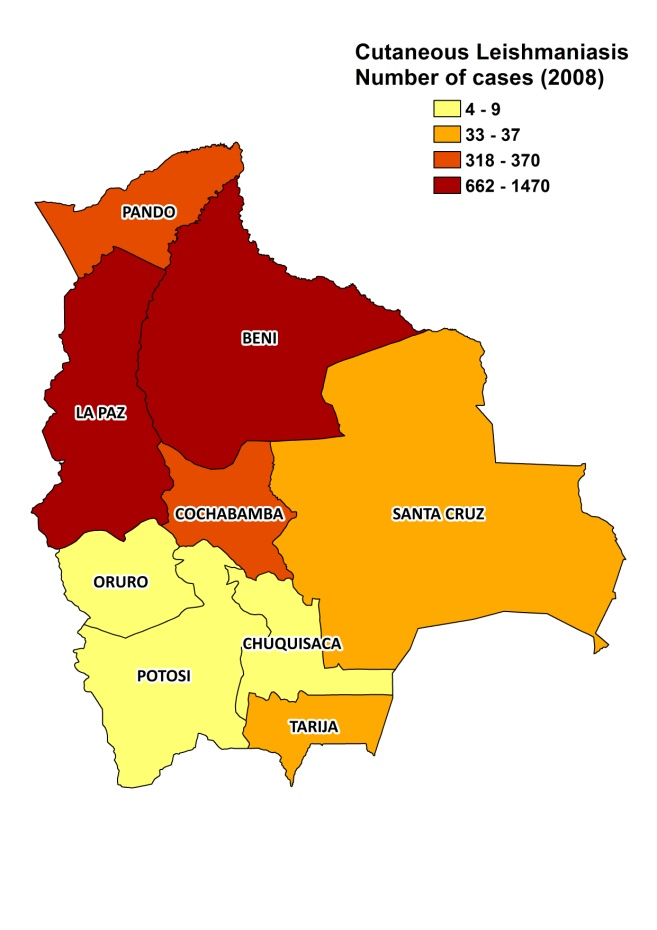 Cutaneous Leishmaniasis
Number of cases (2008)
4 - 9
33 - 37
318 - 370
662 - 1470
PANDO
BENI
LA PAZ
COCHABAMBA
SANTA CRUZ
ORURO
CHUQUISACA
POTOSI
TARIJA